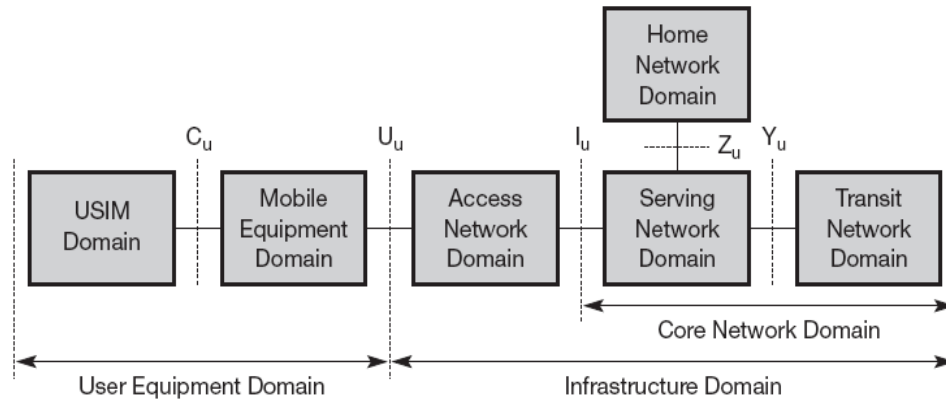 Home
Network
Domain
Cu
Uu
Iu
Zu
Yu
USIM
Domain
Mobile
Equipment
Domain
Access
Network
Domain
Serving
Network
Domain
Transit
Network
Domain
Core Network Domain
User Equipment Domain
Infrastructure Domain